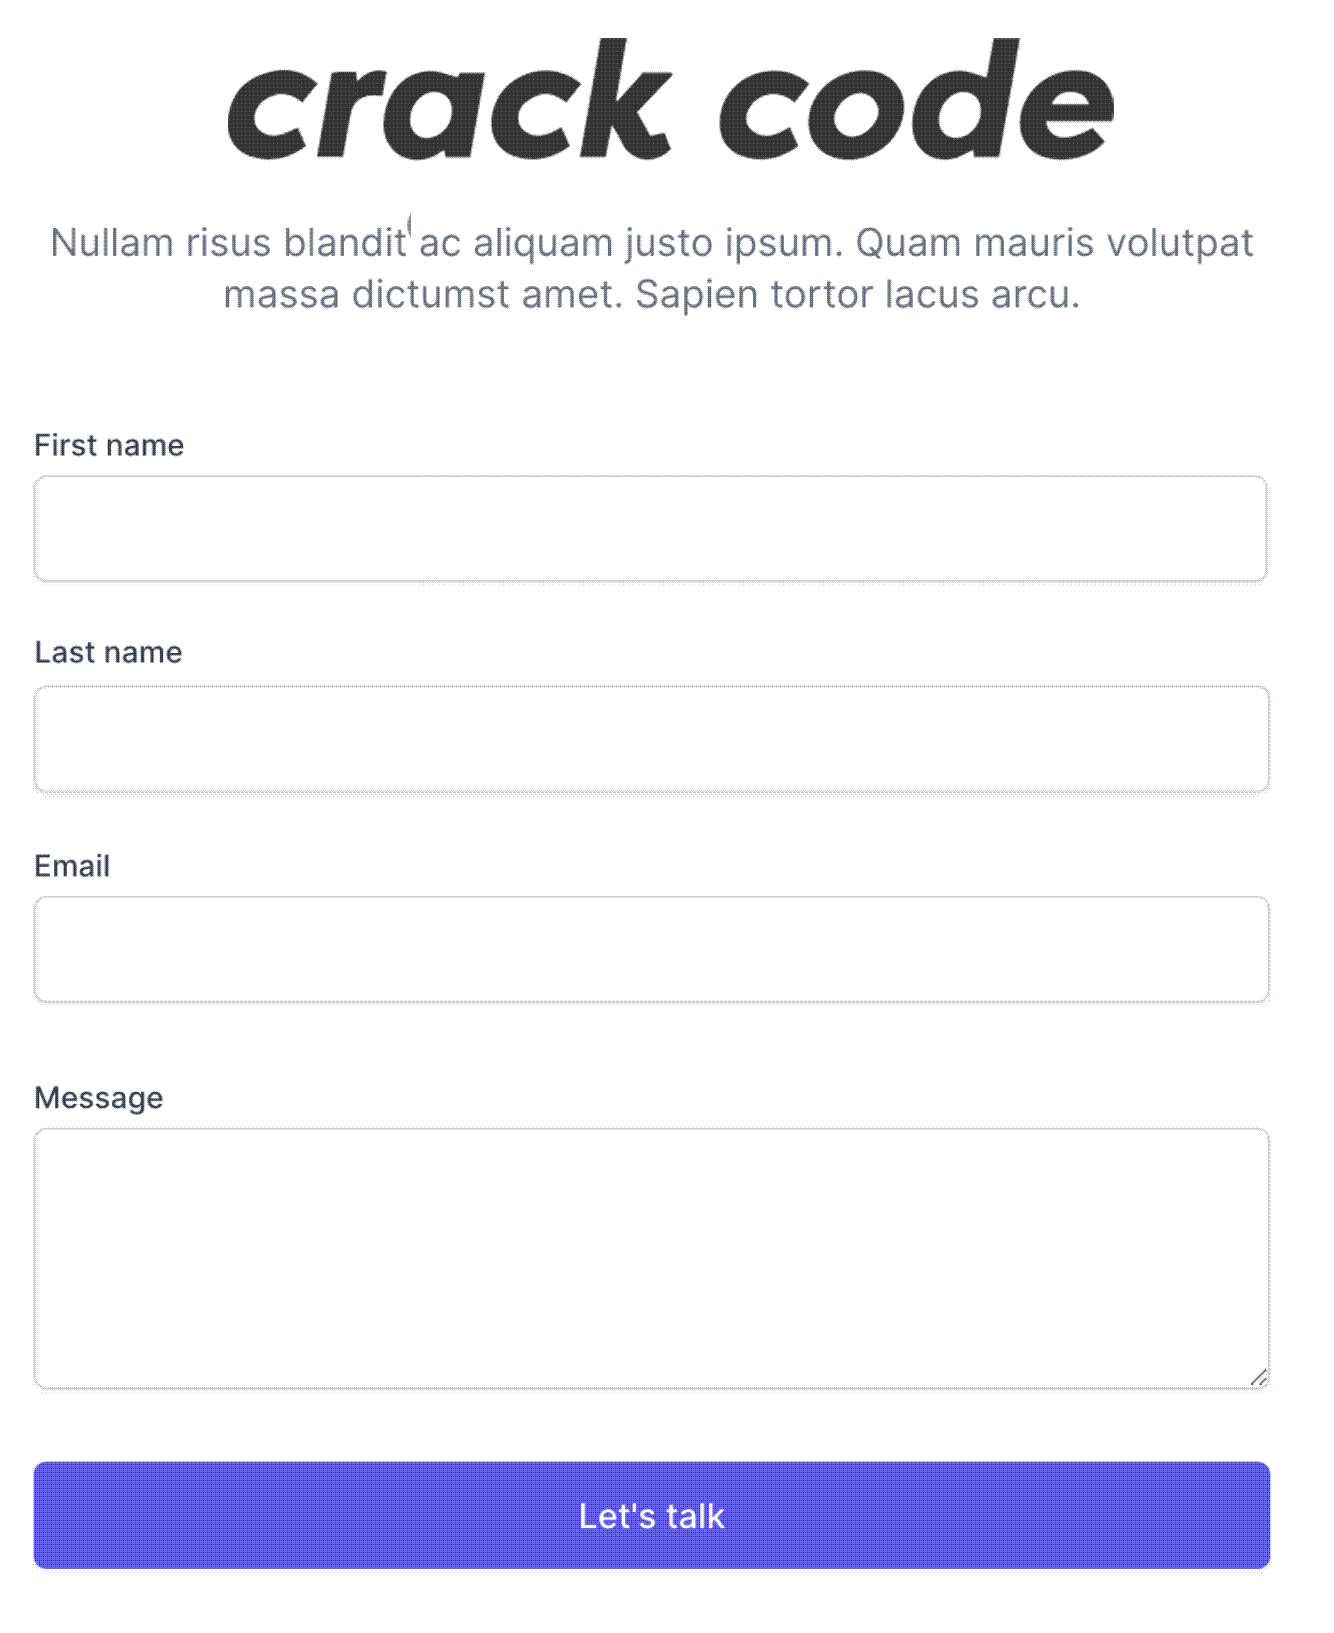 crack code
Nullam risus blandit ac aliquam justo ipsum. Quam mauris volutpat
massa dictumst amet. Sapien tortor lacus arcu.
First name
Last name
Email
Message
Let's talk